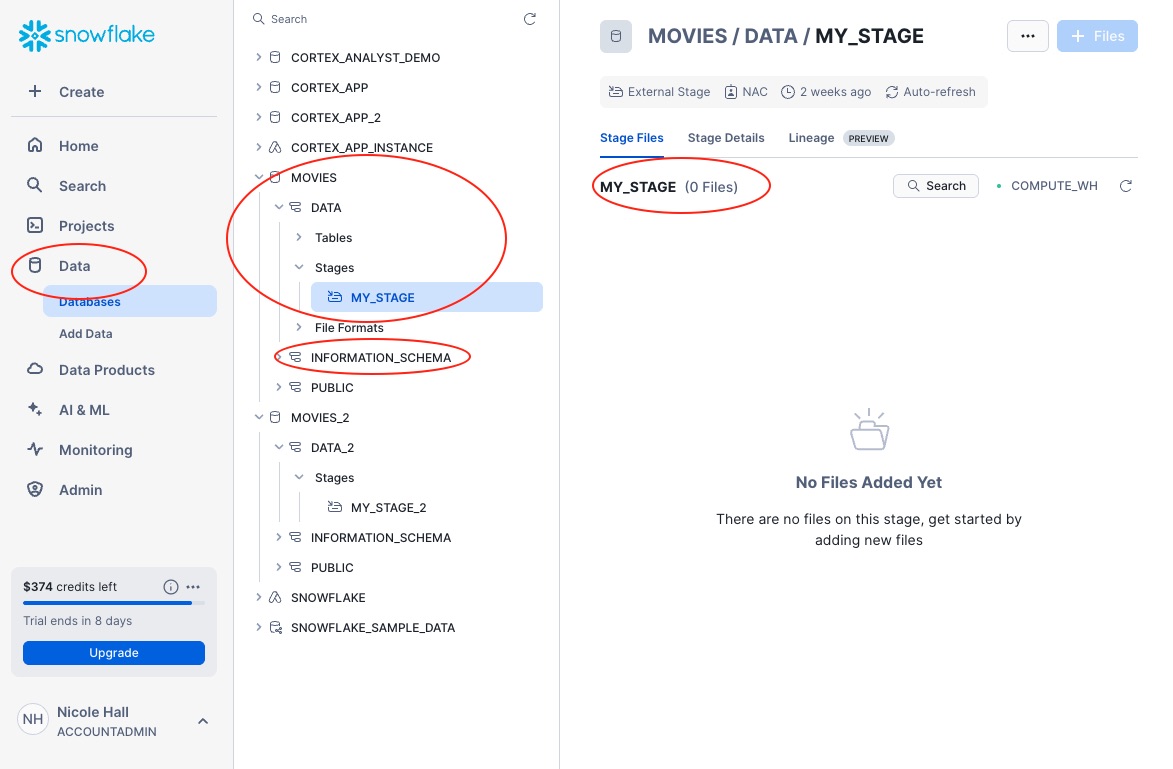 snowflake
Create
Home
Search
Projects
Data
Databases
Add Data
Data Products
AI & ML
Monitoring
Admin
$374 credits left
Trial ends in 8 days
Upgrade
NH
Nicole Hall
ACCOUNTADMIN
Search
CORTEX_ANALYST_DEMO
CORTEX_APP
CORTEX_APP_2
CORTEX_APP_INSTANCE
MOVIES
DATA
Tables
Stages
MY_STAGE
File Formats
INFORMATION_SCHEMA
PUBLIC
MOVIES_2
DATA_2
Stages
MY_STAGE_2
INFORMATION_SCHEMA
PUBLIC
SNOWFLAKE
SNOWFLAKE_SAMPLE_DATA
MOVIES / DATA / MY_STAGE
+ Files
External Stage NAC 2 weeks ago Auto-refresh
Stage Files Stage Details Lineage PREVIEW
MY_STAGE (0 Files) Search COMPUTE_WH
No Files Added Yet
There are no files on this stage, get started by
adding new files